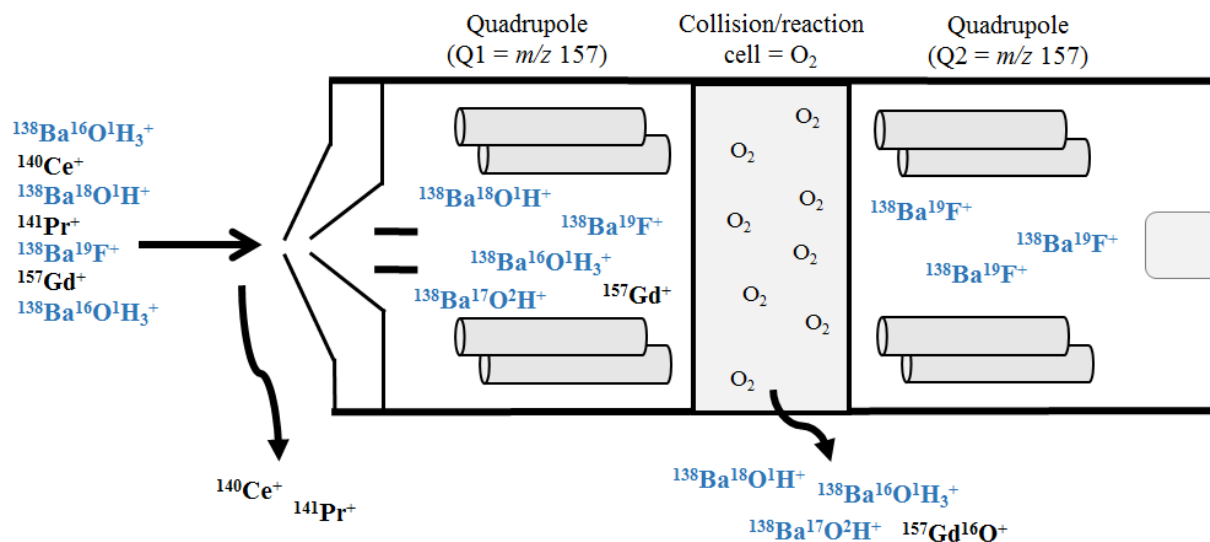 Quadrupole
(Q1 = m/z 157)
Collision/reaction
cell = O₂
Quadrupole
(Q2 = m/z 157)
¹³⁸Ba¹⁶O¹H₃⁺
¹⁴⁰Ce⁺
¹³⁸Ba¹⁸O¹H⁺
¹⁴¹Pr⁺
¹³⁸Ba¹⁹F⁺
¹⁵⁷Gd⁺
¹³⁸Ba¹⁶O¹H₃⁺
¹³⁸Ba¹⁸O¹H⁺
¹³⁸Ba¹⁹F⁺
¹³⁸Ba¹⁶O¹H₃⁺
¹³⁸Ba¹⁷O²H⁺
¹⁵⁷Gd⁺
O₂
O₂
O₂
O₂
O₂
O₂
O₂
O₂
¹³⁸Ba¹⁹F⁺
¹³⁸Ba¹⁹F⁺
¹³⁸Ba¹⁹F⁺
¹⁴⁰Ce⁺
¹⁴¹Pr⁺
¹³⁸Ba¹⁸O¹H⁺
¹³⁸Ba¹⁶O¹H₃⁺
¹³⁸Ba¹⁷O²H⁺
¹⁵⁷Gd¹⁶O⁺